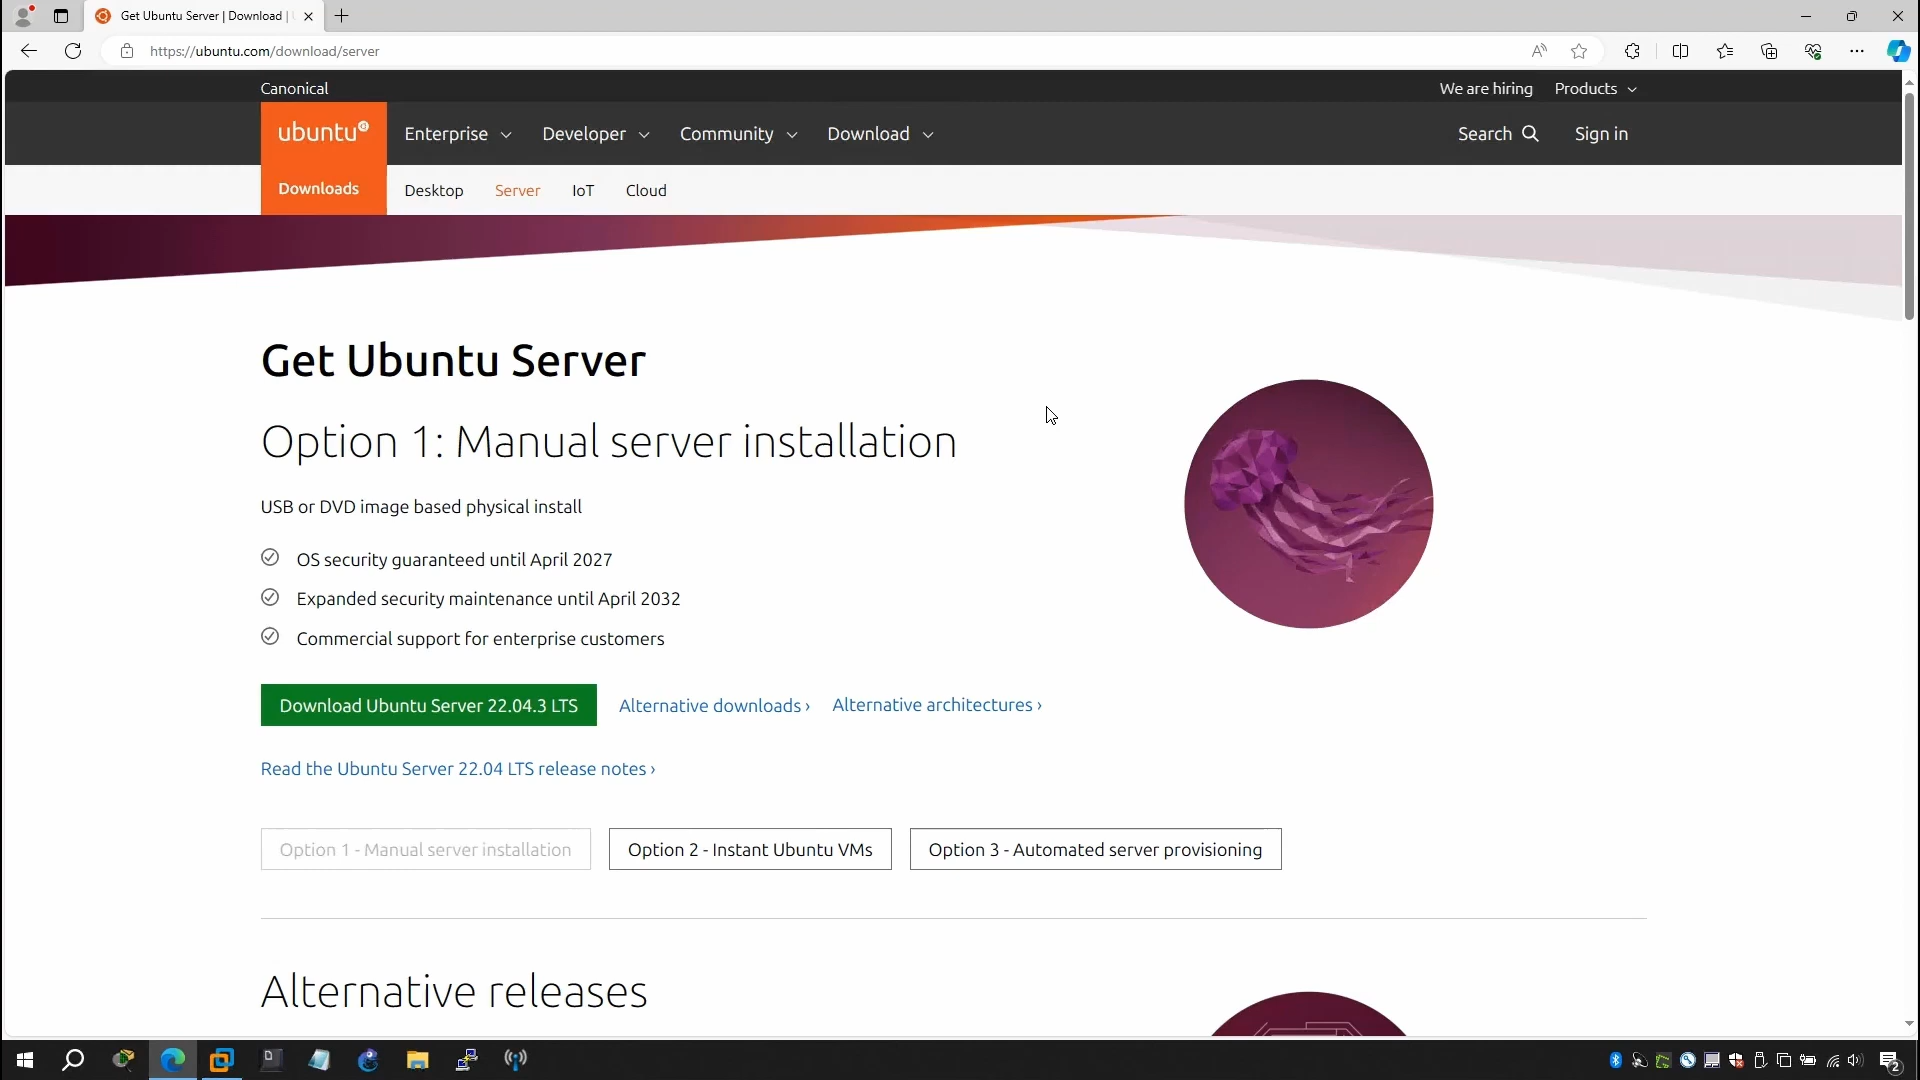 Get Ubuntu Server | Download |
https://ubuntu.com/download/server
Canonical
We are hiring
Products
ubuntu
Enterprise
Developer
Community
Download
Search
Sign in
Downloads
Desktop
Server
IoT
Cloud
Get Ubuntu Server
Option 1: Manual server installation
USB or DVD image based physical install
OS security guaranteed until April 2027
Expanded security maintenance until April 2032
Commercial support for enterprise customers
Download Ubuntu Server 22.04.3 LTS
Alternative downloads ›
Alternative architectures ›
Read the Ubuntu Server 22.04 LTS release notes ›
Option 1 - Manual server installation
Option 2 - Instant Ubuntu VMs
Option 3 - Automated server provisioning
Alternative releases
2